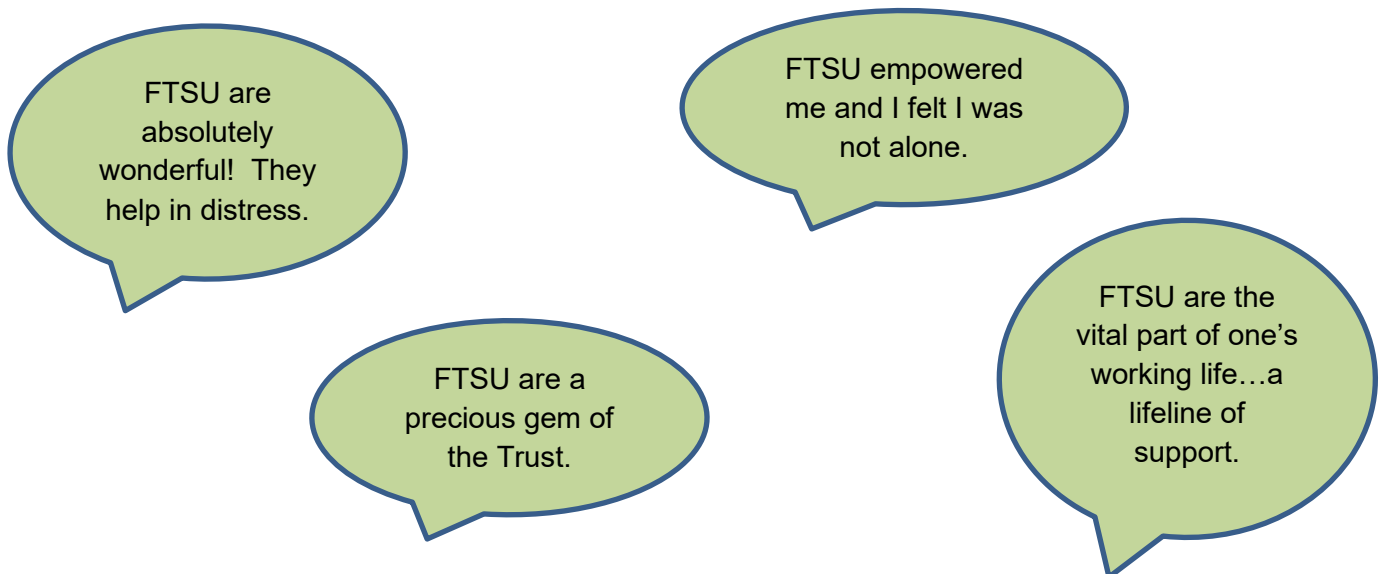 FTSU are
absolutely
wonderful!  They
help in distress.
FTSU empowered
me and I felt I was
not alone.
FTSU are a
precious gem of
the Trust.
FTSU are the
vital part of one’s
working life…a
lifeline of
support.